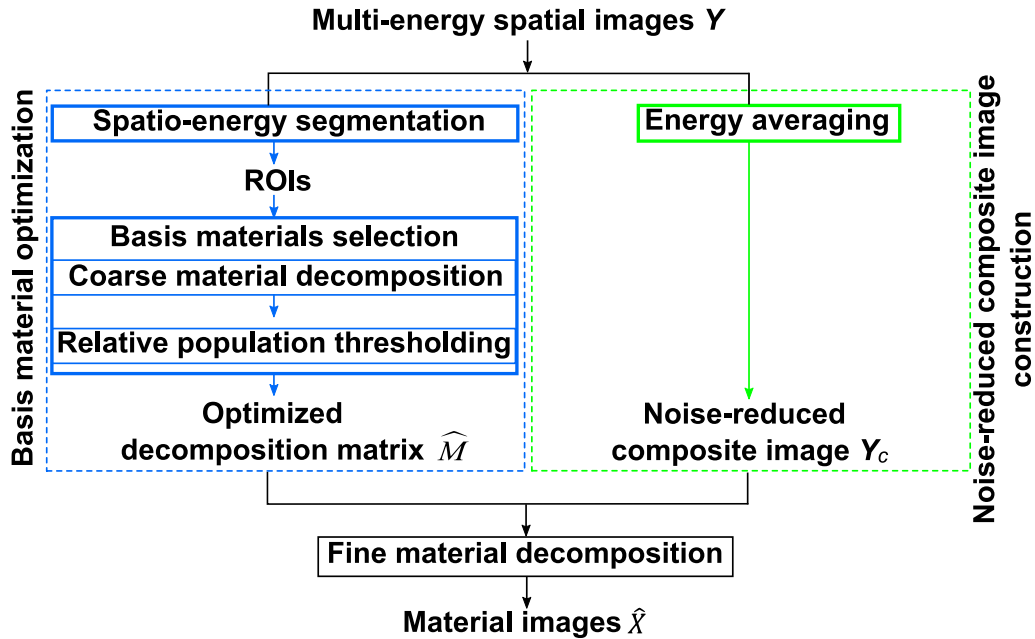 Multi-energy spatial images Y
Basis material optimization
Spatio-energy segmentation
ROIs
Basis materials selection
Coarse material decomposition
Relative population thresholding
Optimized
decomposition matrix M̂
Energy averaging
Noise-reduced
composite image Yc
Noise-reduced composite image
construction
Fine material decomposition
Material images X̂